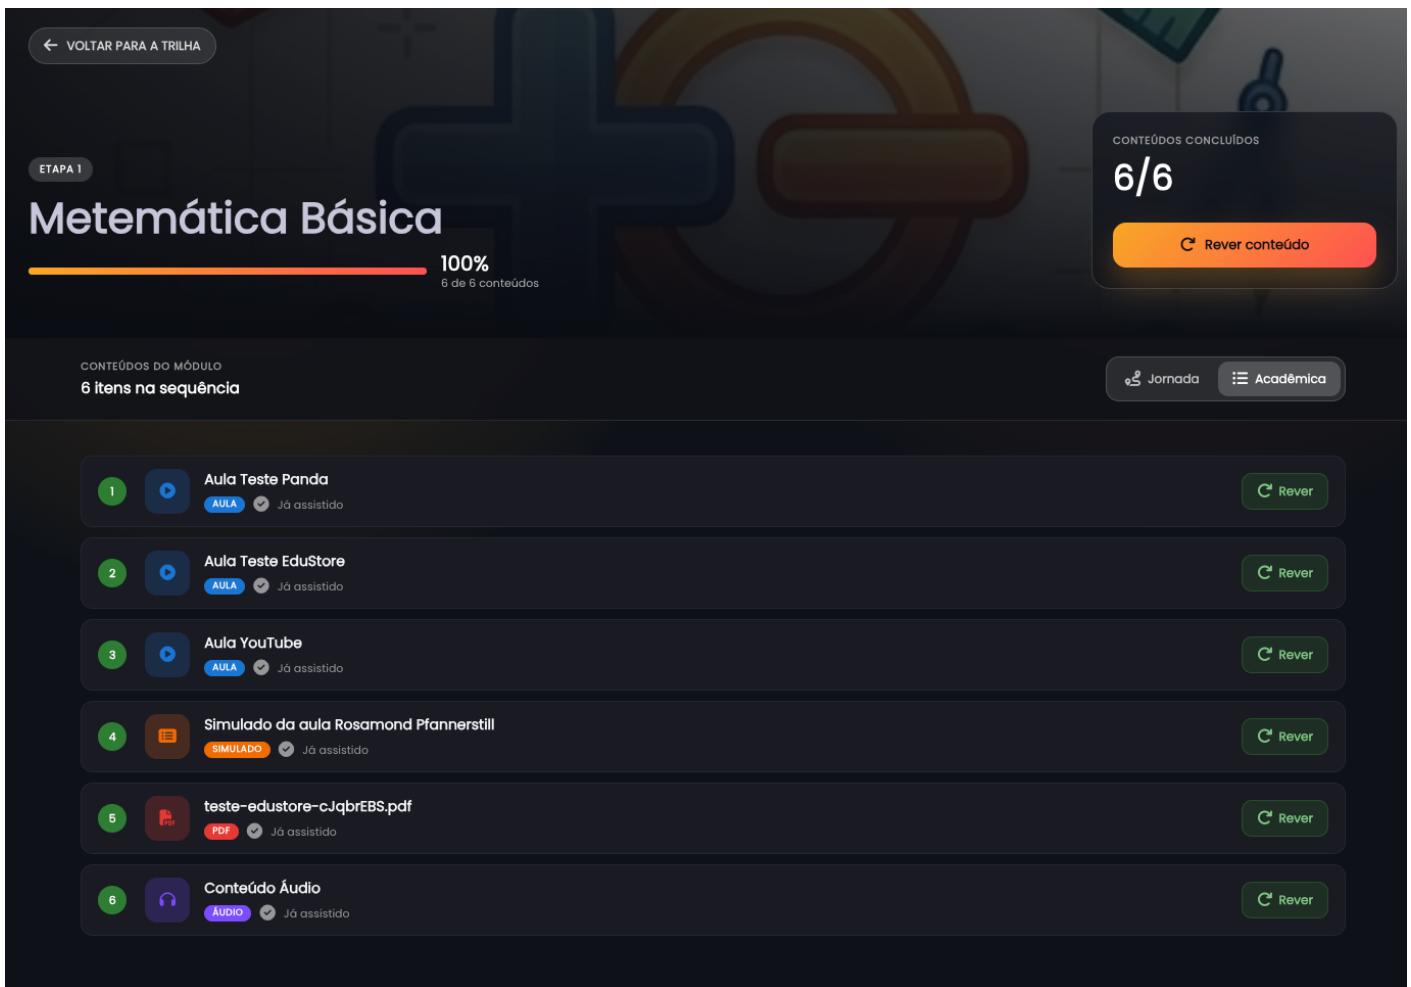 VOLTAR PARA A TRILHA
ETAPA 1
Metemática Básica
100%
6 de 6 conteúdos
CONTEÚDOS CONCLUÍDOS
6/6
Rever conteúdo
CONTEÚDOS DO MÓDULO
6 itens na sequência
Jornada
Acadêmica
1
Aula Teste Panda
AULA Já assistido
Rever
2
Aula Teste EduStore
AULA Já assistido
Rever
3
Aula YouTube
AULA Já assistido
Rever
4
Simulado da aula Rosamond Pfannerstill
SIMULADO Já assistido
Rever
5
PDF
teste-edustore-cJqbrEBS.pdf
PDF Já assistido
Rever
6
Conteúdo Áudio
ÁUDIO Já assistido
Rever